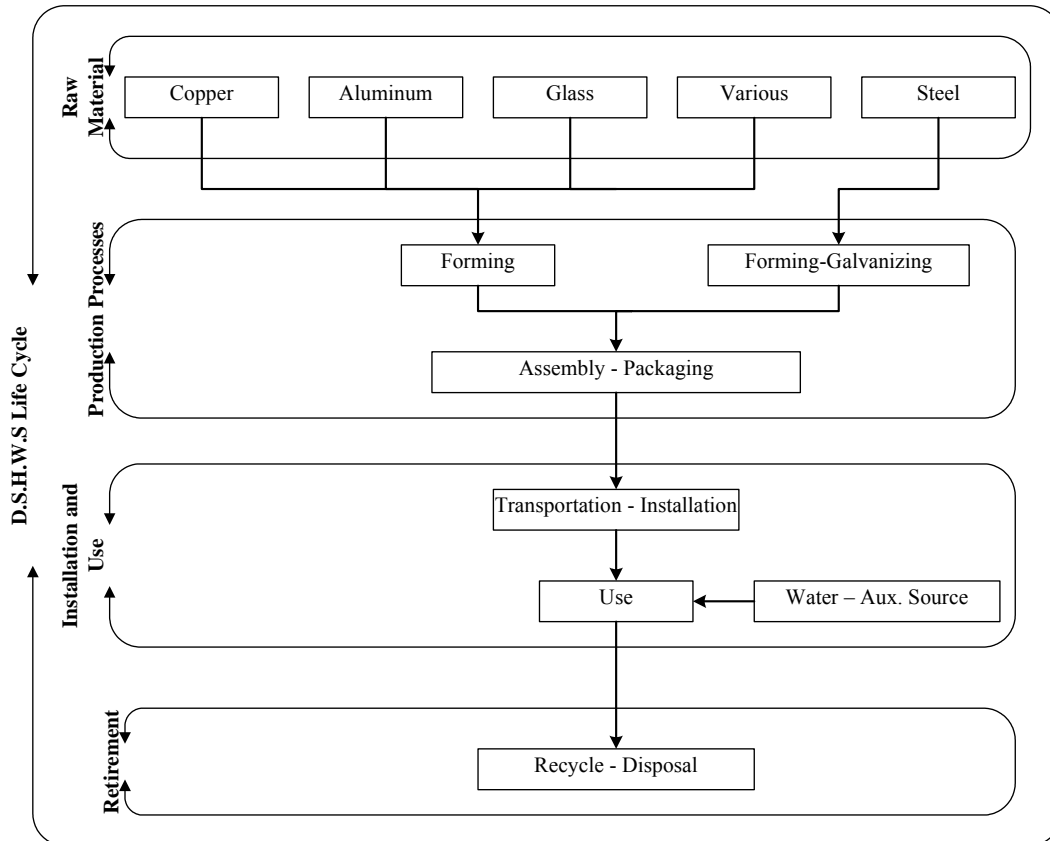 D.S.H.W.S Life Cycle
Raw
Material
Copper
Aluminum
Glass
Various
Steel
Production Processes
Forming
Forming-Galvanizing
Assembly - Packaging
Installation and
Use
Transportation - Installation
Use
Water – Aux. Source
Retirement
Recycle - Disposal